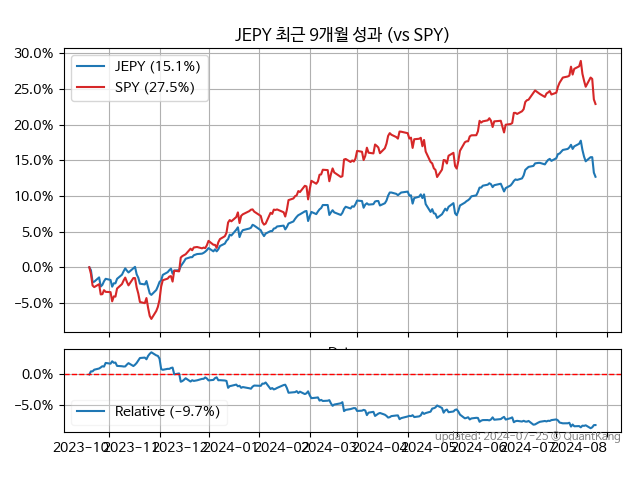 JEPY 최근 9개월 성과 (vs SPY)
30.0%
25.0%
20.0%
15.0%
10.0%
5.0%
0.0%
−5.0%
JEPY (15.1%)
SPY (27.5%)
0.0%
−5.0%
Relative (−9.7%)
updated: 2024-07-25 © QuantKang
2023-10 2023-11 2023-12 2024-01 2024-02 2024-03 2024-04 2024-05 2024-06 2024-07 2024-08